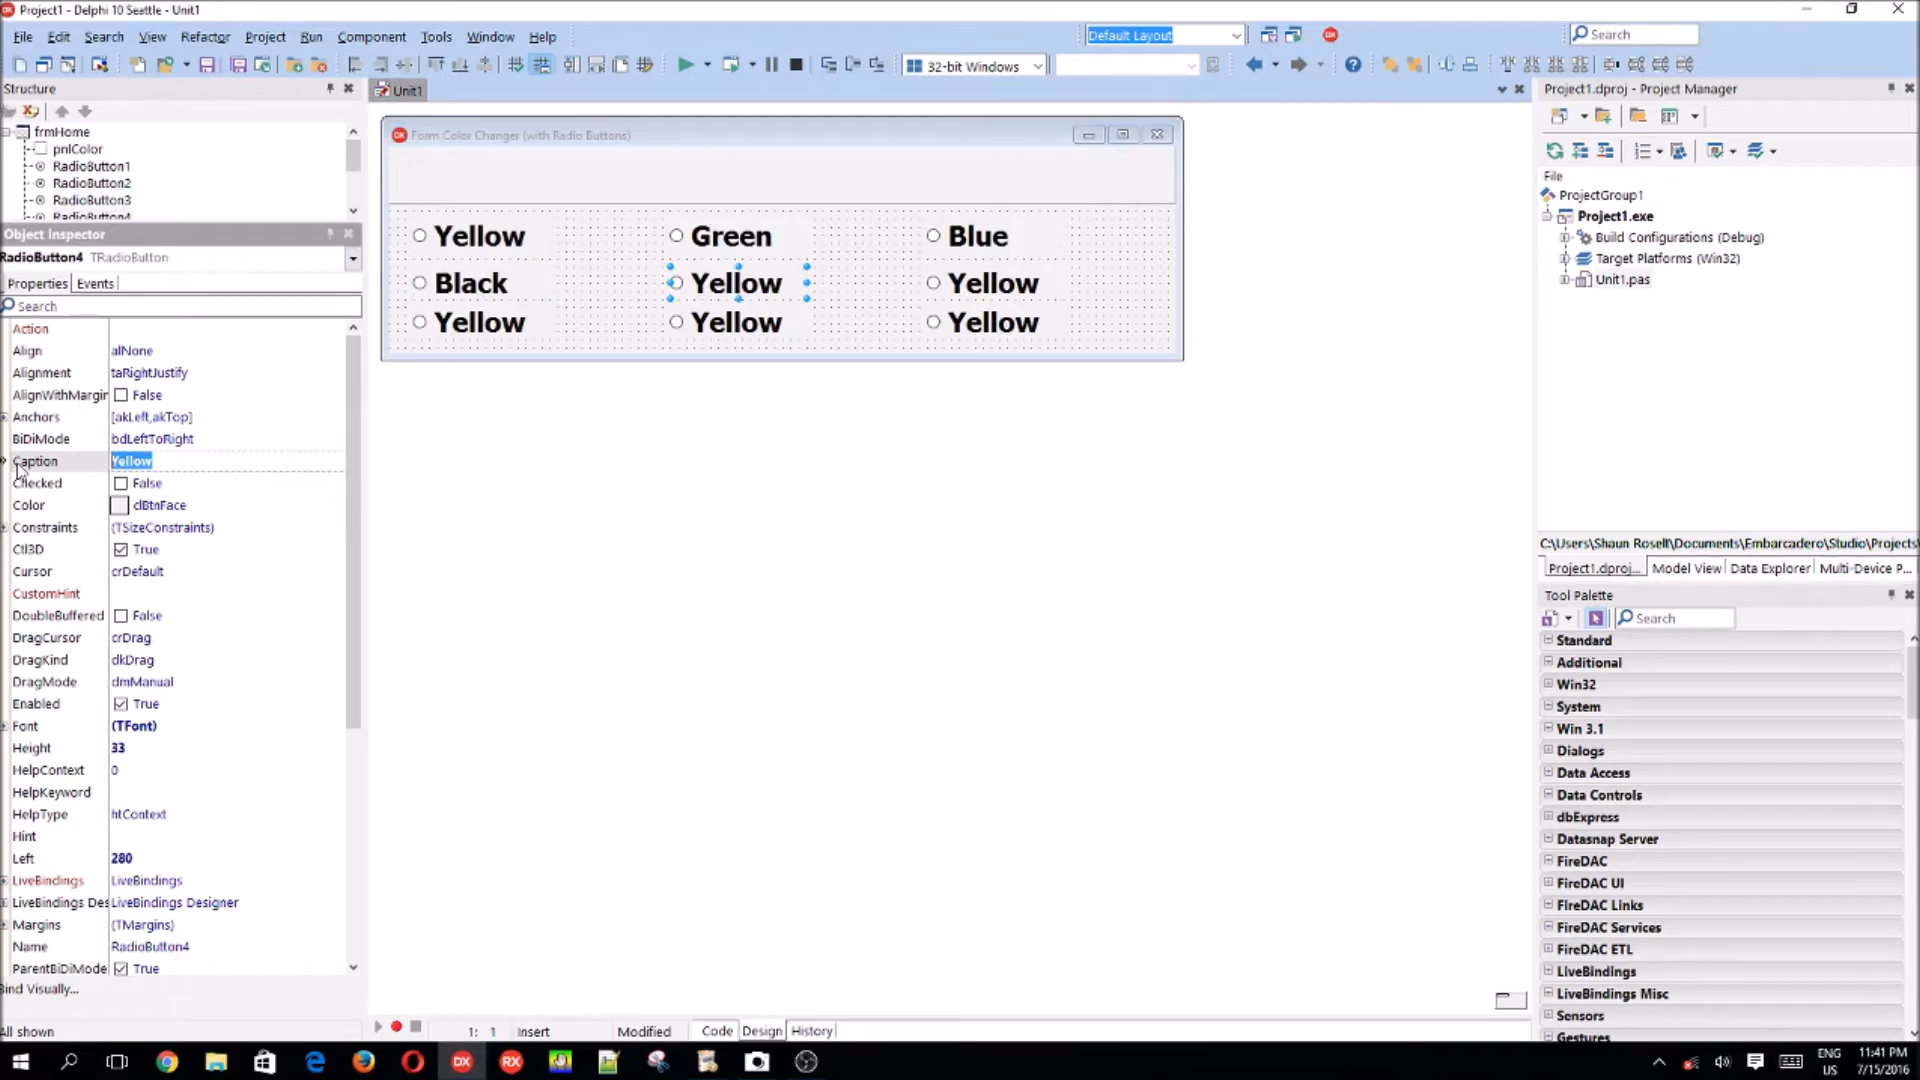 Project1 - Delphi 10 Seattle - Unit1
File Edit Search View Refactor Project Run Component Tools Window Help
Default Layout
Search
32-bit Windows
Structure
Unit1
Project1.dproj - Project Manager
frmHome
pnlColor
RadioButton1
RadioButton2
RadioButton3
RadioButton4
Form Color Changer (with Radio Buttons)
Yellow Green Blue
Black Yellow Yellow
Yellow Yellow Yellow
File
ProjectGroup1
Project1.exe
Build Configurations (Debug)
Target Platforms (Win32)
Unit1.pas
Object Inspector
RadioButton4 TRadioButton
Properties Events
Search
Action
Align alNone
Alignment taRightJustify
AlignWithMargin False
Anchors [akLeft,akTop]
BiDiMode bdLeftToRight
Caption Yellow
Checked False
Color clBtnFace
Constraints (TSizeConstraints)
Ctl3D True
Cursor crDefault
CustomHint
DoubleBuffered False
DragCursor crDrag
DragKind dkDrag
DragMode dmManual
Enabled True
Font (TFont)
Height 33
HelpContext 0
HelpKeyword
HelpType htContext
Hint
Left 280
LiveBindings LiveBindings
LiveBindings Des LiveBindings Designer
Margins (TMargins)
Name RadioButton4
ParentBiDiMode True
Bind Visually...
All shown
C:\Users\Shaun Rosell\Documents\Embarcadero\Studio\Projects\
Project1.dproj... Model View Data Explorer Multi-Device P...
Tool Palette
Search
Standard
Additional
Win32
System
Win 3.1
Dialogs
Data Access
Data Controls
dbExpress
Datasnap Server
FireDAC
FireDAC UI
FireDAC Links
FireDAC Services
FireDAC ETL
LiveBindings
LiveBindings Misc
Sensors
Gestures
1: 1 Insert Modified Code Design History
DX RX
ENG
US
11:41 PM
7/15/2016